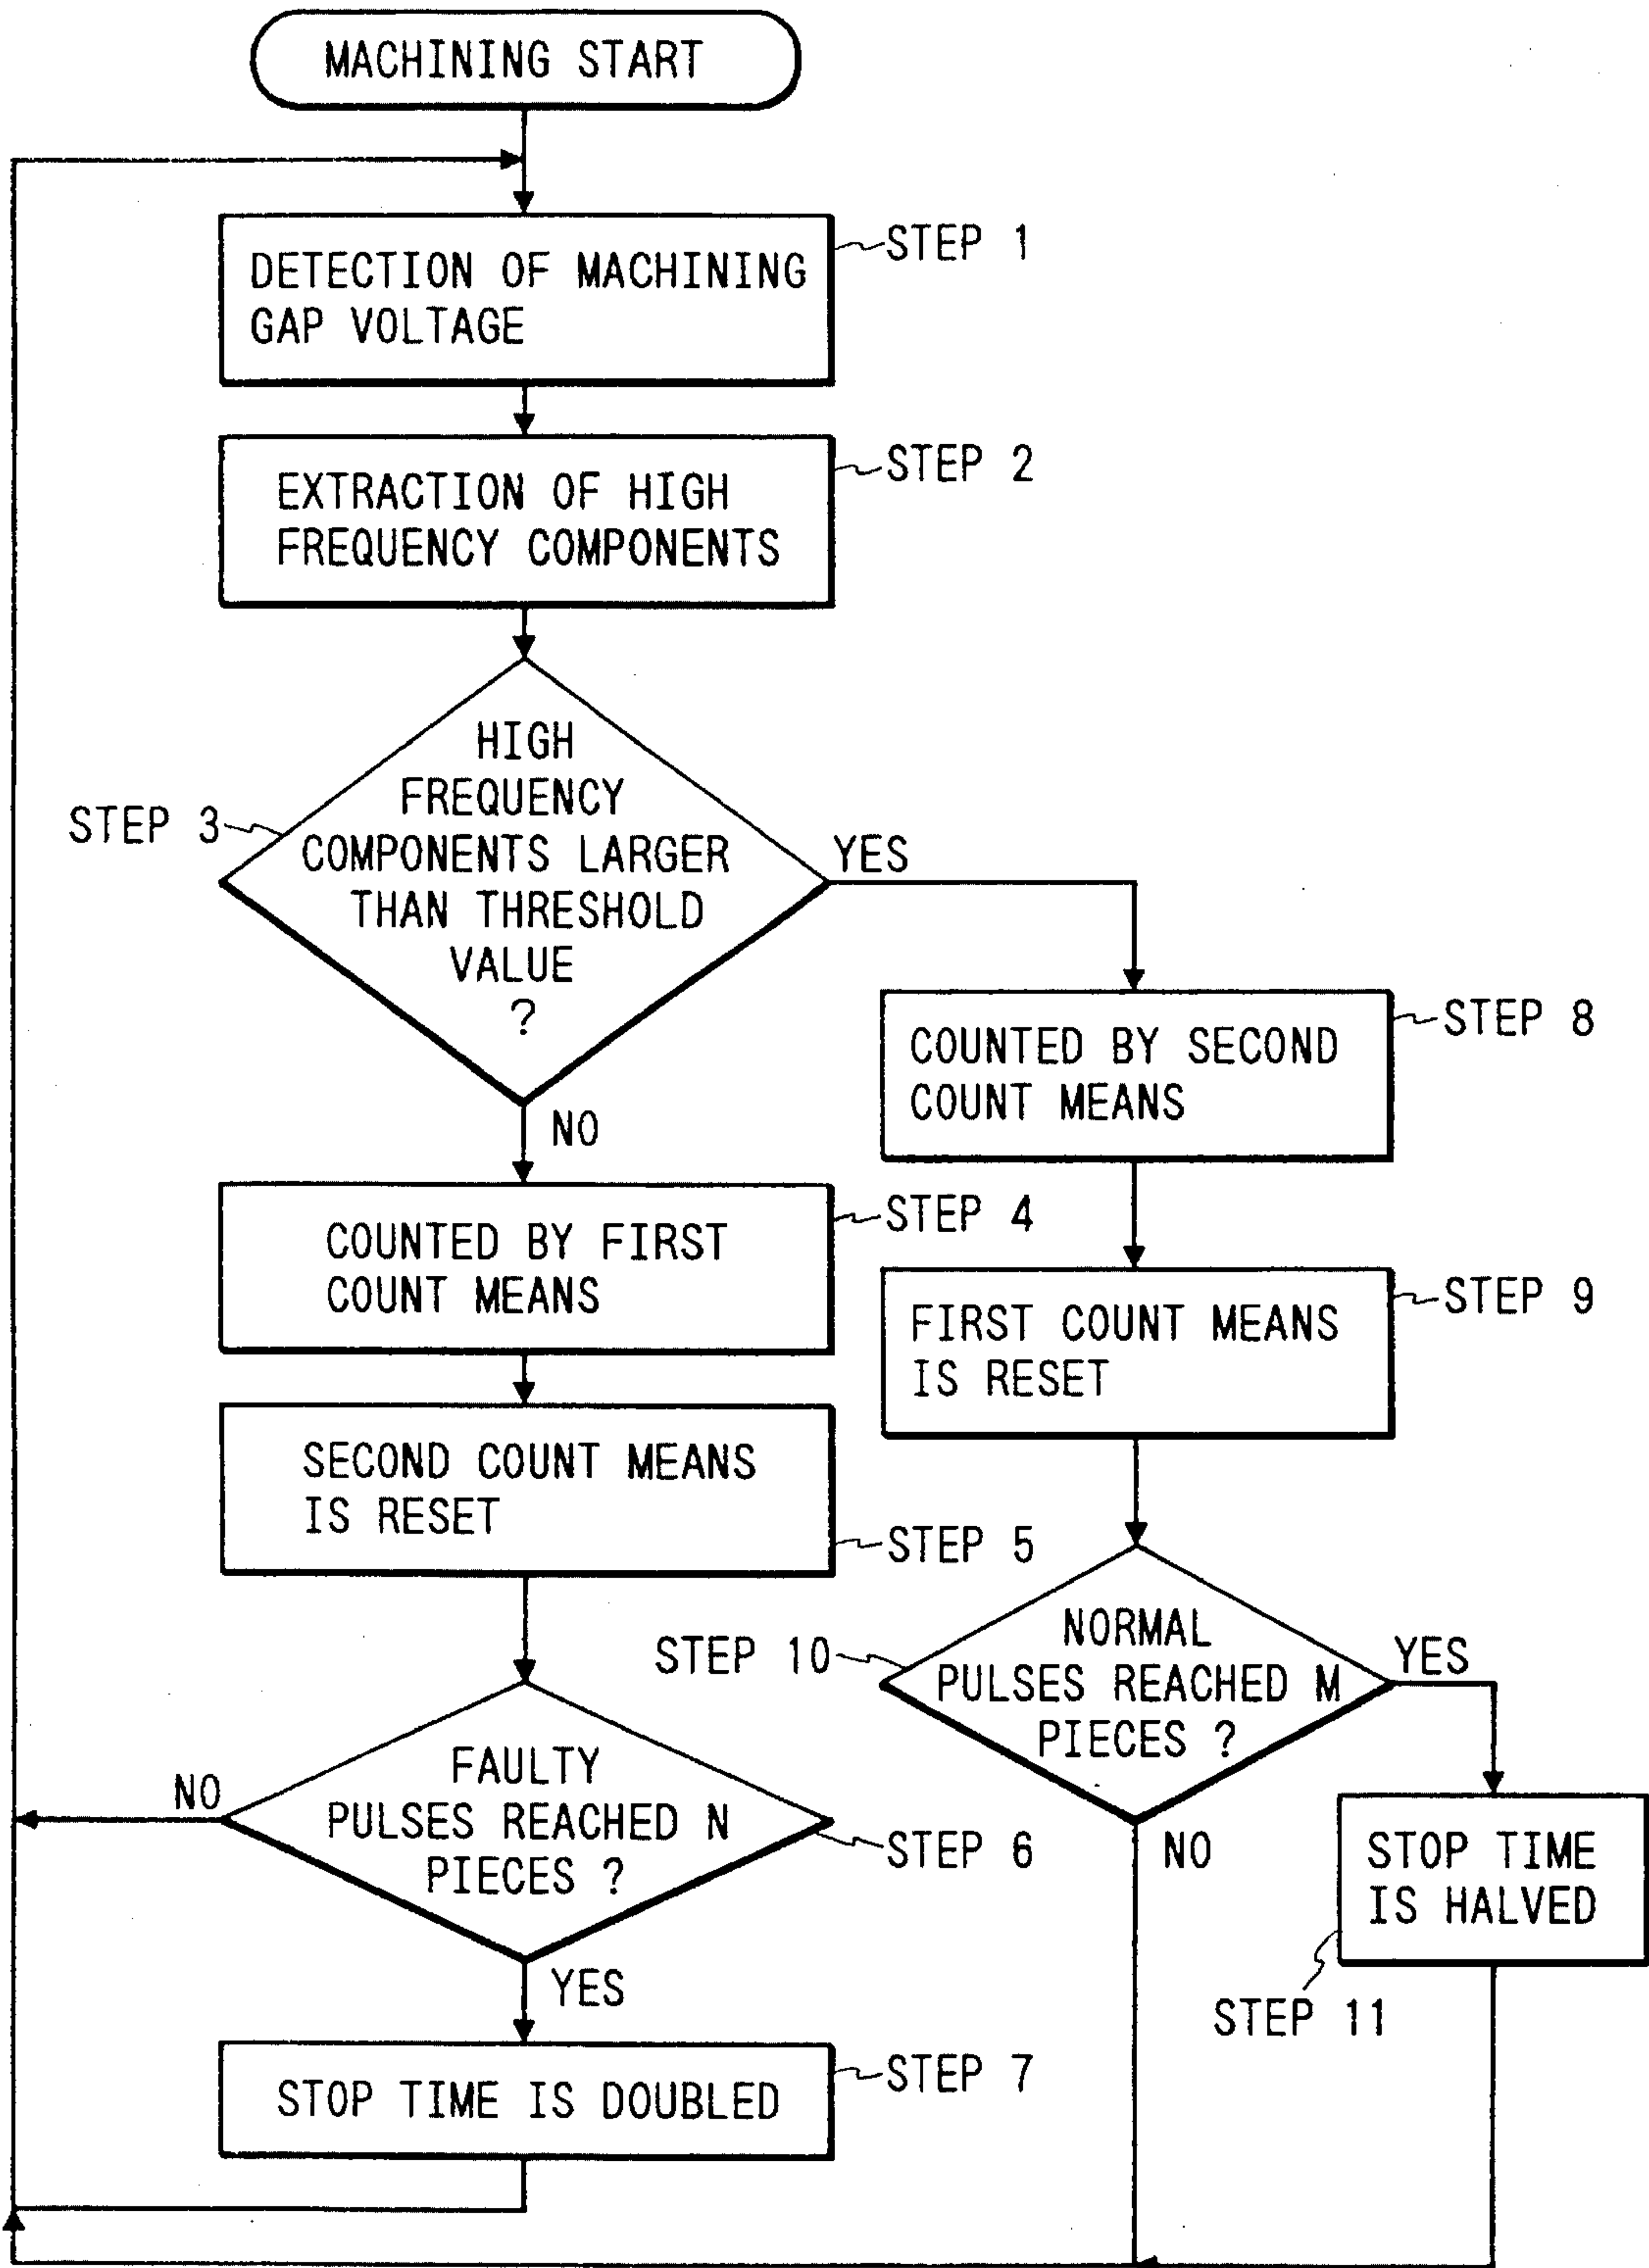 MACHINING START
DETECTION OF MACHINING
GAP VOLTAGE
STEP 1
EXTRACTION OF HIGH
FREQUENCY COMPONENTS
STEP 2
HIGH
FREQUENCY
COMPONENTS LARGER
THAN THRESHOLD
VALUE
?
STEP 3
YES
NO
COUNTED BY FIRST
COUNT MEANS
STEP 4
SECOND COUNT MEANS
IS RESET
STEP 5
FAULTY
PULSES REACHED N
PIECES ?
STEP 6
NO
YES
STOP TIME IS DOUBLED
STEP 7
COUNTED BY SECOND
COUNT MEANS
STEP 8
FIRST COUNT MEANS
IS RESET
STEP 9
NORMAL
PULSES REACHED M
PIECES ?
STEP 10
YES
NO
STOP TIME
IS HALVED
STEP 11